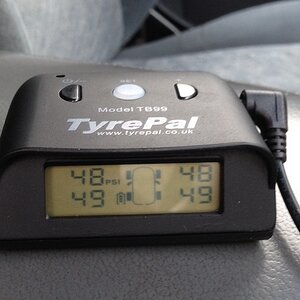 -/ SET +
Model TB99
TyrePal
www.tyrepal.co.uk
48 PSI 48
49 49